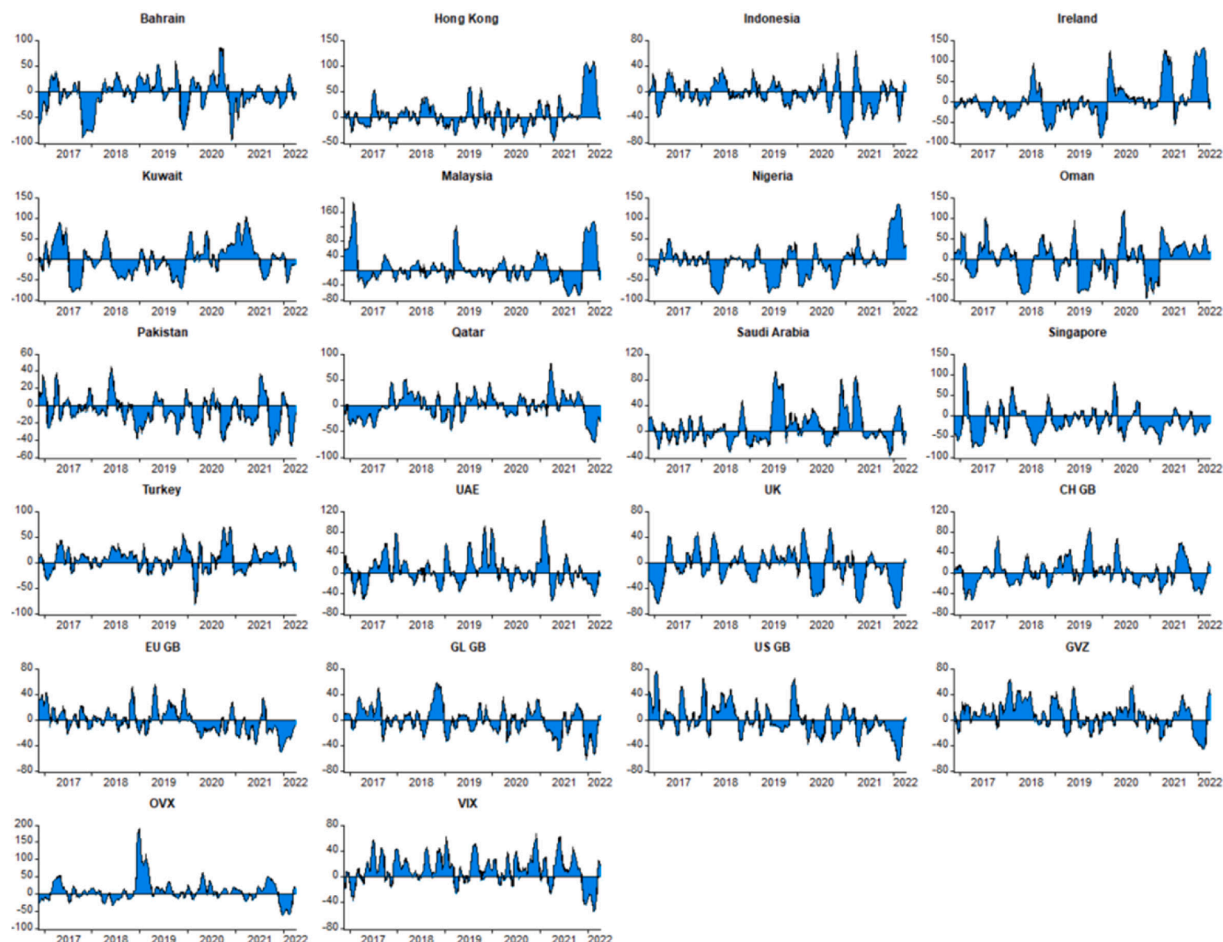 Bahrain Hong Kong Indonesia Ireland
100 150 80 150
50 100 40 100
0 50 0 50
-50 0 -40 0
-100 -50 -80 -50
-100
2017 2018 2019 2020 2021 2022 2017 2018 2019 2020 2021 2022 2017 2018 2019 2020 2021 2022 2017 2018 2019 2020 2021 2022
Kuwait Malaysia Nigeria Oman
150 160 150 150
100 120 100 100
50 80 50 50
0 40 0 0
-50 0 -50 -50
-100 -40 -100 -100
-80
2017 2018 2019 2020 2021 2022 2017 2018 2019 2020 2021 2022 2017 2018 2019 2020 2021 2022 2017 2018 2019 2020 2021 2022
Pakistan Qatar Saudi Arabia Singapore
60 100 120 150
40 50 80 100
20 0 40 50
0 -50 0 0
-20 -100 -40 -50
-40 -100
-60
2017 2018 2019 2020 2021 2022 2017 2018 2019 2020 2021 2022 2017 2018 2019 2020 2021 2022 2017 2018 2019 2020 2021 2022
Turkey UAE UK CH GB
100 120 80 120
50 80 40 80
0 40 0 40
-50 0 -40 0
-100 -40 -80 -40
-80 -80
2017 2018 2019 2020 2021 2022 2017 2018 2019 2020 2021 2022 2017 2018 2019 2020 2021 2022 2017 2018 2019 2020 2021 2022
EU GB GL GB US GB GVZ
80 80 80 80
40 40 40 40
0 0 0 0
-40 -40 -40 -40
-80 -80 -80 -80
2017 2018 2019 2020 2021 2022 2017 2018 2019 2020 2021 2022 2017 2018 2019 2020 2021 2022 2017 2018 2019 2020 2021 2022
OVX VIX
200 80
150 40
100 0
50 -40
0 -80
-50
-100
2017 2018 2019 2020 2021 2022 2017 2018 2019 2020 2021 2022